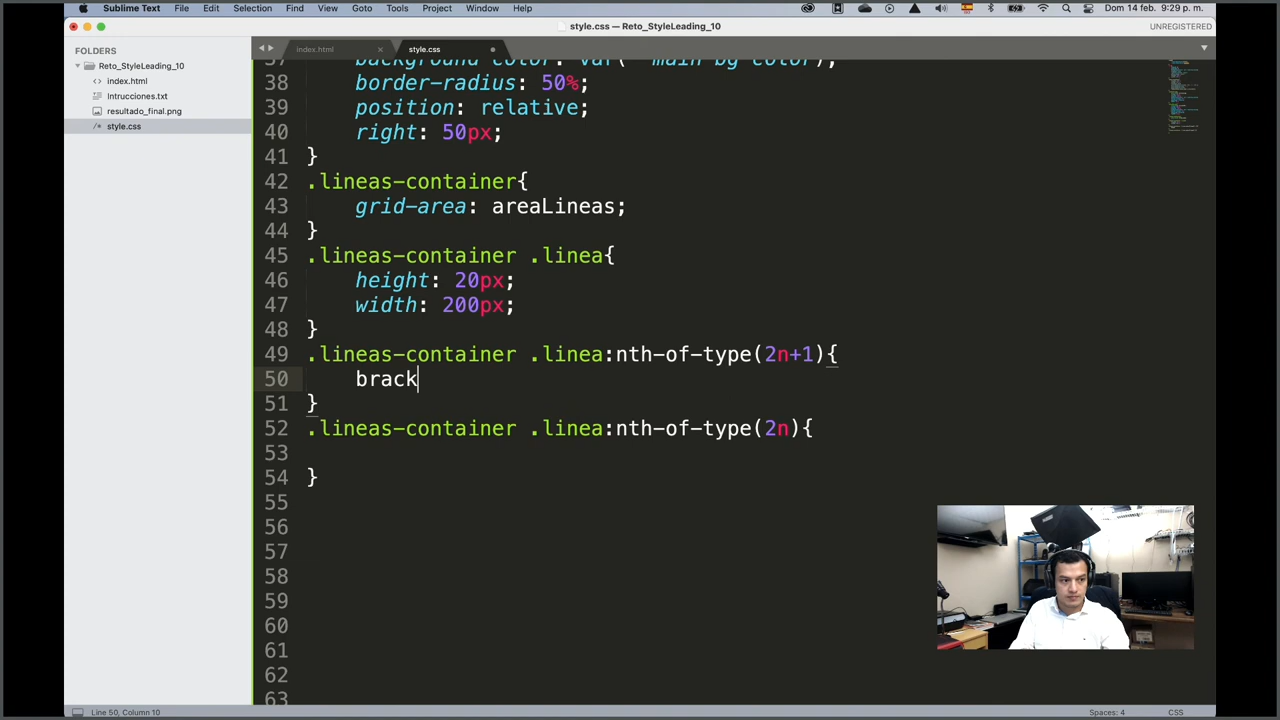 Sublime Text File Edit Selection Find View Goto Tools Project Window Help Dom 14 feb. 9:29 p. m.
style.css — Reto_StyleLeading_10 UNREGISTERED
FOLDERS
Reto_StyleLeading_10
index.html
Intrucciones.txt
resultado_final.png
style.css
index.html × style.css
38 border-radius: 50%;
39 position: relative;
40 right: 50px;
41 }
42 .lineas-container{
43 grid-area: areaLineas;
44 }
45 .lineas-container .linea{
46 height: 20px;
47 width: 200px;
48 }
49 .lineas-container .linea:nth-of-type(2n+1){
50 brack
51 }
52 .lineas-container .linea:nth-of-type(2n){
53
54 }
55
56
57
58
59
60
61
62
63
Line 50, Column 10 Spaces: 4 CSS